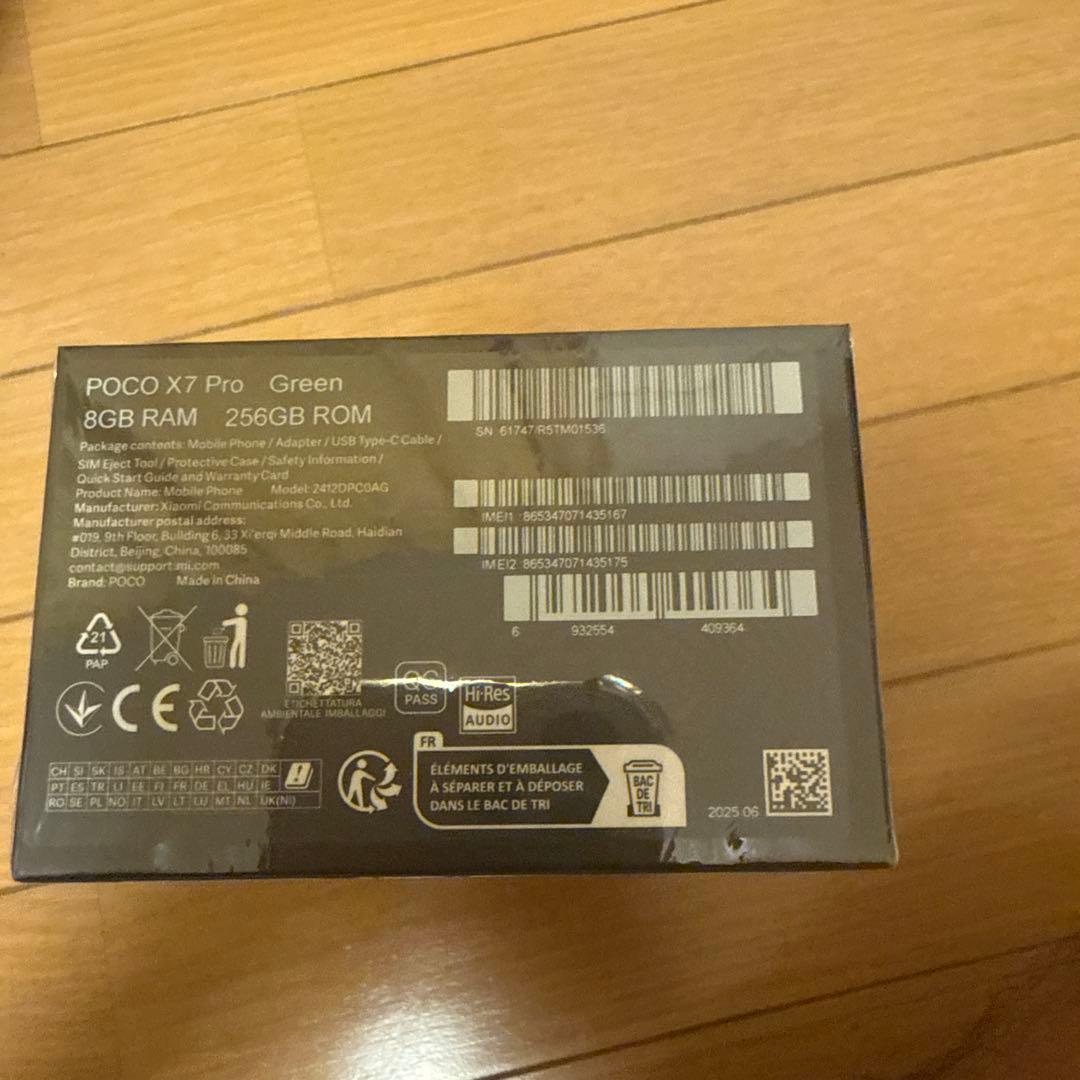 POCO X7 Pro Green
8GB RAM 256GB ROM
Package contents: Mobile Phone / Adapter / USB Type-C Cable /
SIM Eject Tool / Protective Case / Safety Information /
Quick Start Guide and Warranty Card
Product Name: Mobile Phone Model: 2412DPC0AG
Manufacturer: Xiaomi Communications Co., Ltd.
Manufacturer postal address:
#019, 9th Floor, Building 6, 33 Xi'erqi Middle Road, Haidian
District, Beijing, China, 100085
contact@support.mi.com
Brand: POCO Made in China
SN 61747/R5TM01536
IMEI1 865347071435167
IMEI2 865347071435175
6 932554 409364
21
PAP
ETICHETTATURA
AMBIENTALE IMBALLAGGI
QC
PASS
Hi-Res
AUDIO
CE
CH SI SK IS AT BE BG HR CY CZ DK
PT ES TR LI EE FI FR DE EL HU IE
RO SE PL NO IT LV LT LU MT NL UK(NI)
FR
ÉLÉMENTS D'EMBALLAGE
À SÉPARER ET À DÉPOSER
DANS LE BAC DE TRI
BAC
DE
TRI
2025.06